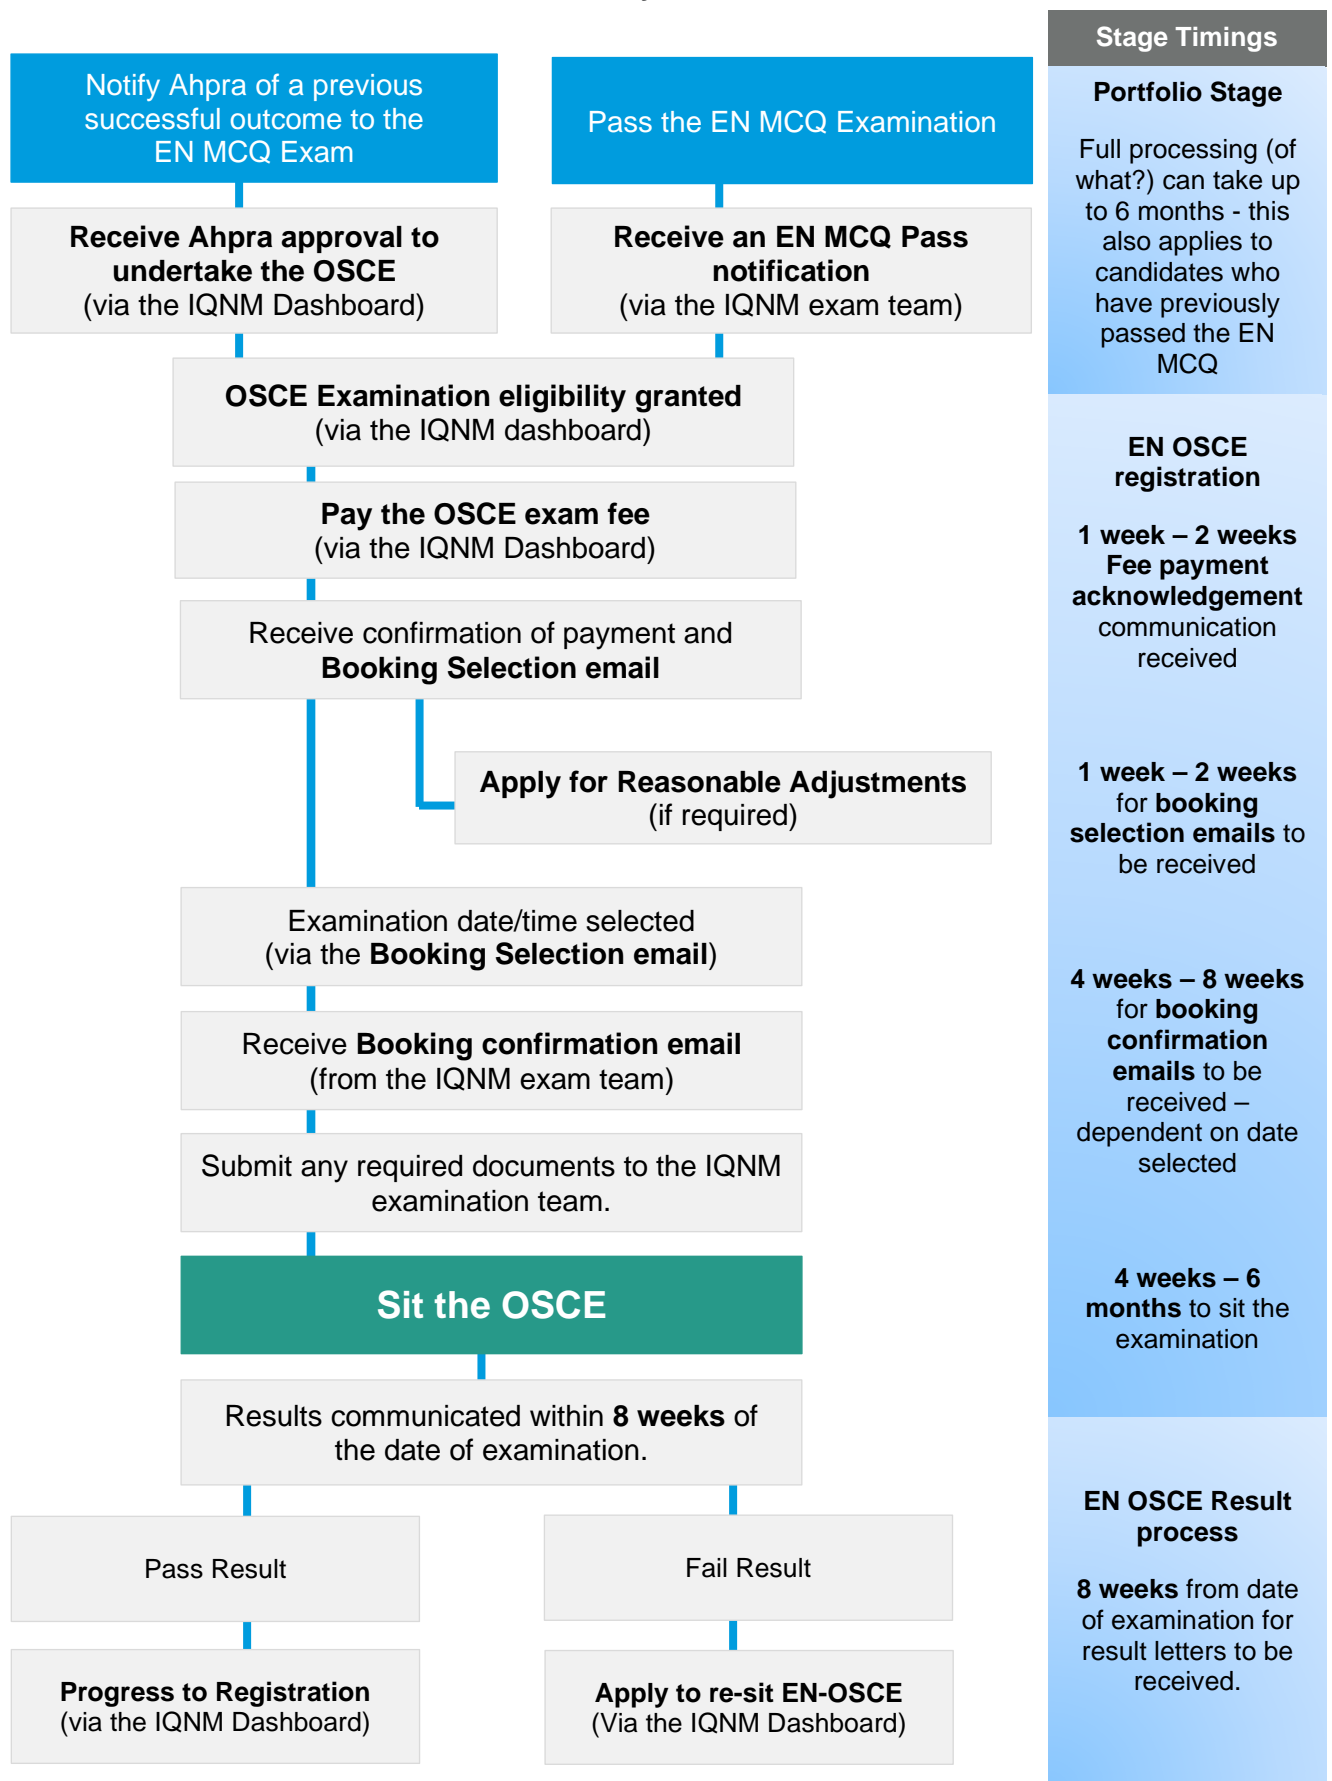 Notify Ahpra of a previous
successful outcome to the
EN MCQ Exam
Pass the EN MCQ Examination
Receive Ahpra approval to
undertake the OSCE
(via the IQNM Dashboard)
Receive an EN MCQ Pass
notification
(via the IQNM exam team)
OSCE Examination eligibility granted
(via the IQNM dashboard)
Pay the OSCE exam fee
(via the IQNM Dashboard)
Receive confirmation of payment and
Booking Selection email
Apply for Reasonable Adjustments
(if required)
Examination date/time selected
(via the Booking Selection email)
Receive Booking confirmation email
(from the IQNM exam team)
Submit any required documents to the IQNM
examination team.
Sit the OSCE
Results communicated within 8 weeks of
the date of examination.
Pass Result
Fail Result
Progress to Registration
(via the IQNM Dashboard)
Apply to re-sit EN-OSCE
(Via the IQNM Dashboard)
Stage Timings
Portfolio Stage
Full processing (of
what?) can take up
to 6 months - this
also applies to
candidates who
have previously
passed the EN
MCQ
EN OSCE
registration
1 week – 2 weeks
Fee payment
acknowledgement
communication
received
1 week – 2 weeks
for booking
selection emails to
be received
4 weeks – 8 weeks
for booking
confirmation
emails to be
received –
dependent on date
selected
4 weeks – 6
months to sit the
examination
EN OSCE Result
process
8 weeks from date
of examination for
result letters to be
received.